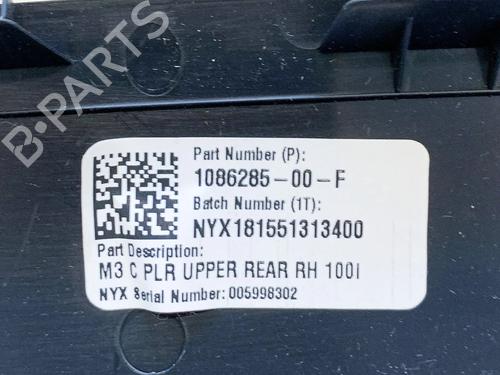 B-PARTS
Part Number (P):
1086285-00-F
Batch Number (1T):
NYX181551313400
Part Description:
M3 C PLR UPPER REAR RH 100i
NYX Serial Number: 005998302